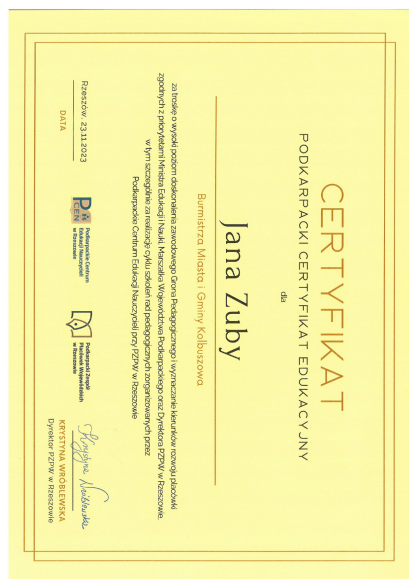 CERTYFIKAT
PODKARPACKI CERTYFIKAT EDUKACYJNY
dla
Jana Zuby
Burmistrza Miasta i Gminy Kolbuszowa
za troskę o wysoki poziom doskonalenia zawodowego Grona Pedagogicznego i wyznaczanie kierunków rozwoju placówki
zgodnych z priorytetami Ministra Edukacji i Nauki, Marszałka Województwa Podkarpackiego oraz Dyrektora PZPW w Rzeszowie,
w tym szczególnie za realizację cyklu szkoleń rad pedagogicznych zorganizowanych przez
Podkarpackie Centrum Edukacji Nauczycieli przy PZPW w Rzeszowie
Rzeszów, 23.11.2023
DATA
PCEN
Podkarpackie Centrum
Edukacji Nauczycieli
w Rzeszowie
Podkarpacki Zespół
Placówek Wojewódzkich
w Rzeszowie
Krystyna Wróblewska
KRYSTYNA WRÓBLEWSKA
Dyrektor PZPW w Rzeszowie